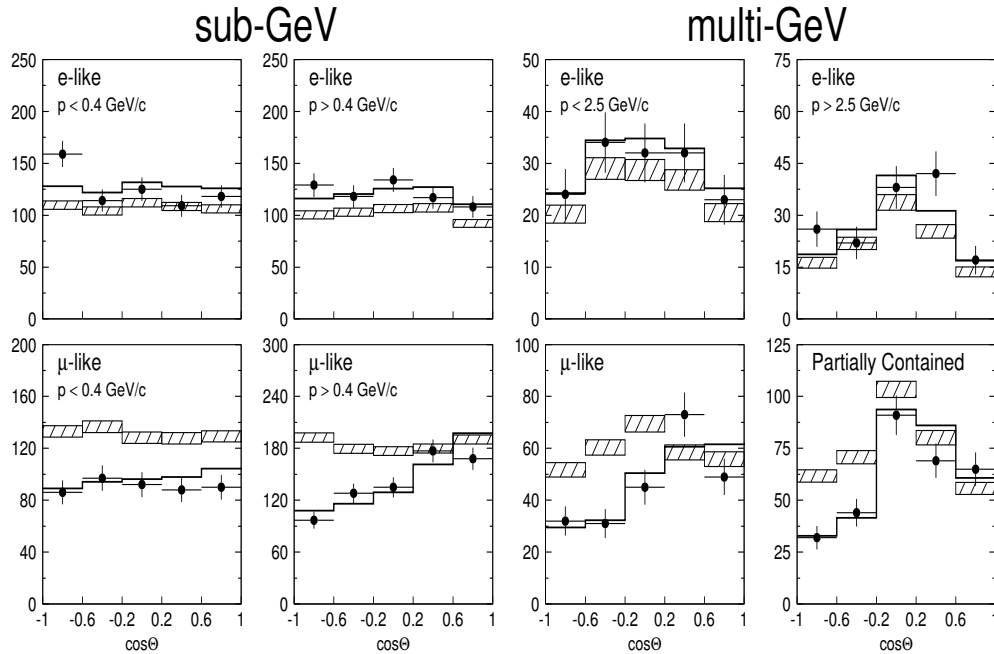 sub-GeV
multi-GeV
250
200
150
100
50
0
e-like
p < 0.4 GeV/c
250
200
150
100
50
0
e-like
p > 0.4 GeV/c
50
40
30
20
10
0
e-like
p < 2.5 GeV/c
75
60
45
30
15
0
e-like
p > 2.5 GeV/c
200
160
120
80
40
0
μ-like
p < 0.4 GeV/c
-1 -0.6 -0.2 0.2 0.6 1
cosΘ
300
240
180
120
60
0
μ-like
p > 0.4 GeV/c
-1 -0.6 -0.2 0.2 0.6 1
cosΘ
100
80
60
40
20
0
μ-like
-1 -0.6 -0.2 0.2 0.6 1
cosΘ
125
100
75
50
25
0
Partially Contained
-1 -0.6 -0.2 0.2 0.6 1
cosΘ